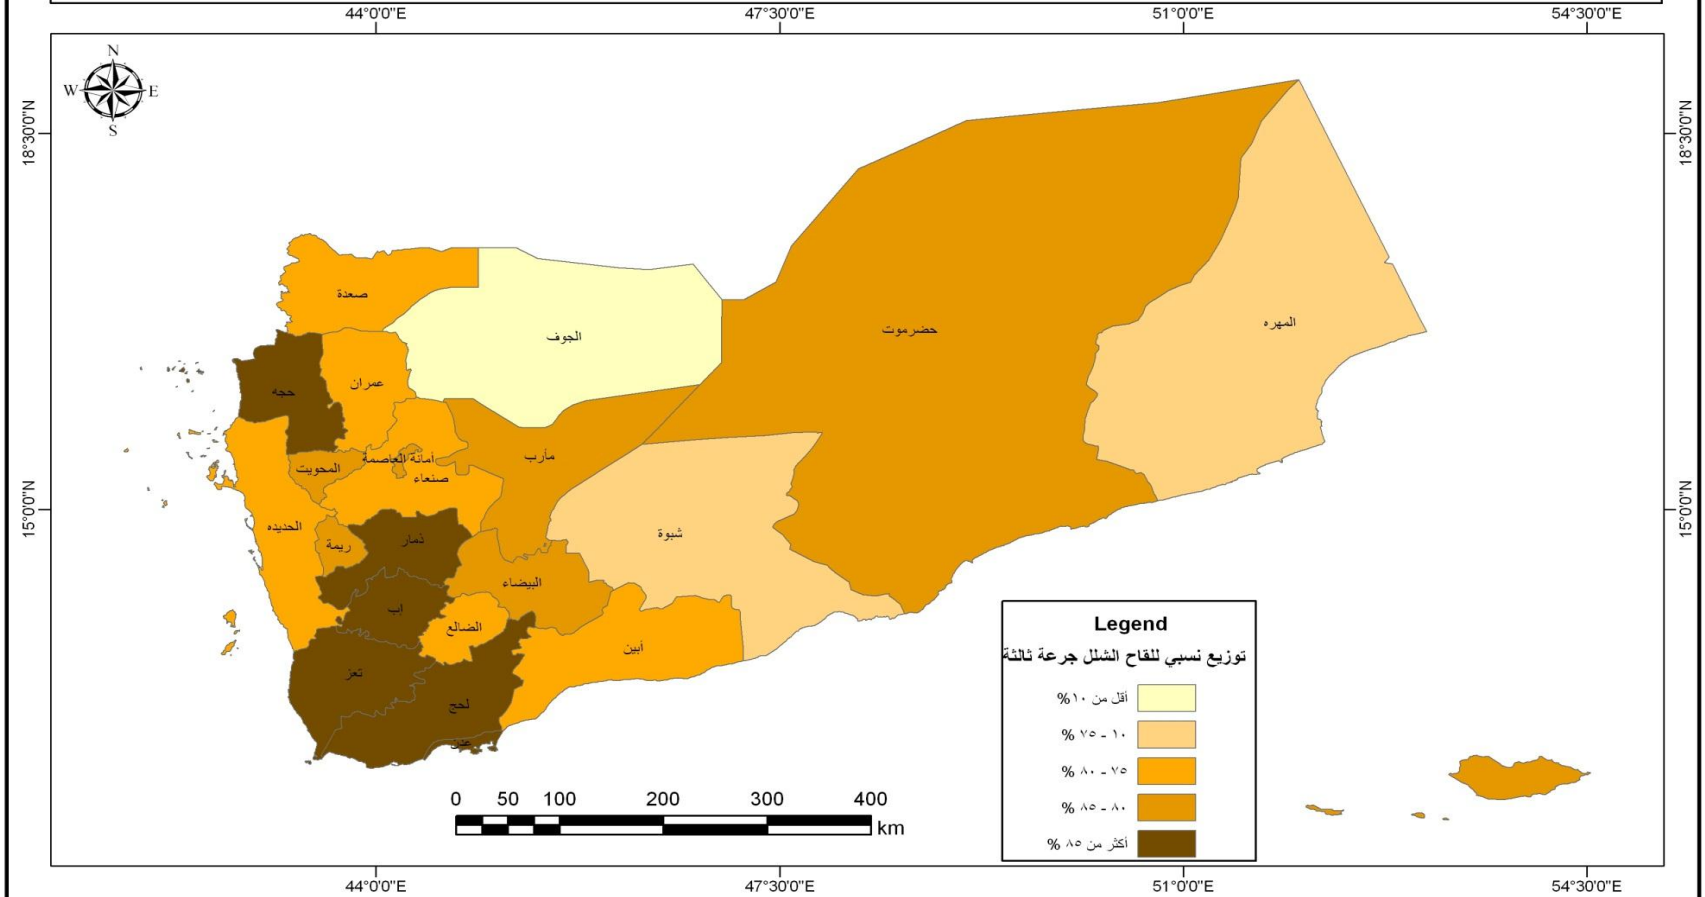 44°0'0"E 47°30'0"E 51°0'0"E 54°30'0"E
N
W E
S
18°30'0"N 18°30'0"N
صعدة
المهره
حضرموت
الجوف
عمران
حجه
مأرب
أمانة العاصمة
المحويت
صنعاء
الحديده
شبوة
ذمار
ريمة
البيضاء
إب
الضالع
أبين
تعز
لحج
عدن
15°0'0"N 15°0'0"N
Legend
توزيع نسبي للقاح الشلل جرعة ثالثة
أقل من ١٠ %
١٠ - ٧٥ %
٧٥ - ٨٠ %
٨٠ - ٨٥ %
أكثر من ٨٥ %
0 50 100 200 300 400
km
44°0'0"E 47°30'0"E 51°0'0"E 54°30'0"E